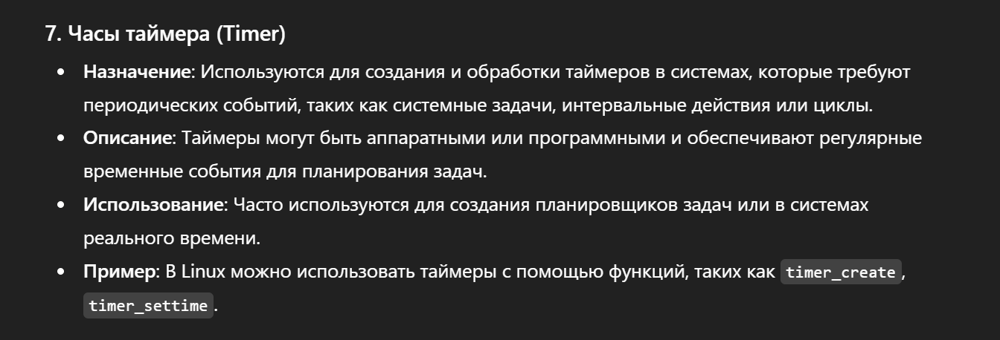 7. Часы таймера (Timer)
• Назначение: Используются для создания и обработки таймеров в системах, которые требуют
периодических событий, таких как системные задачи, интервальные действия или циклы.
• Описание: Таймеры могут быть аппаратными или программными и обеспечивают регулярные
временные события для планирования задач.
• Использование: Часто используются для создания планировщиков задач или в системах
реального времени.
• Пример: В Linux можно использовать таймеры с помощью функций, таких как timer_create,
timer_settime.